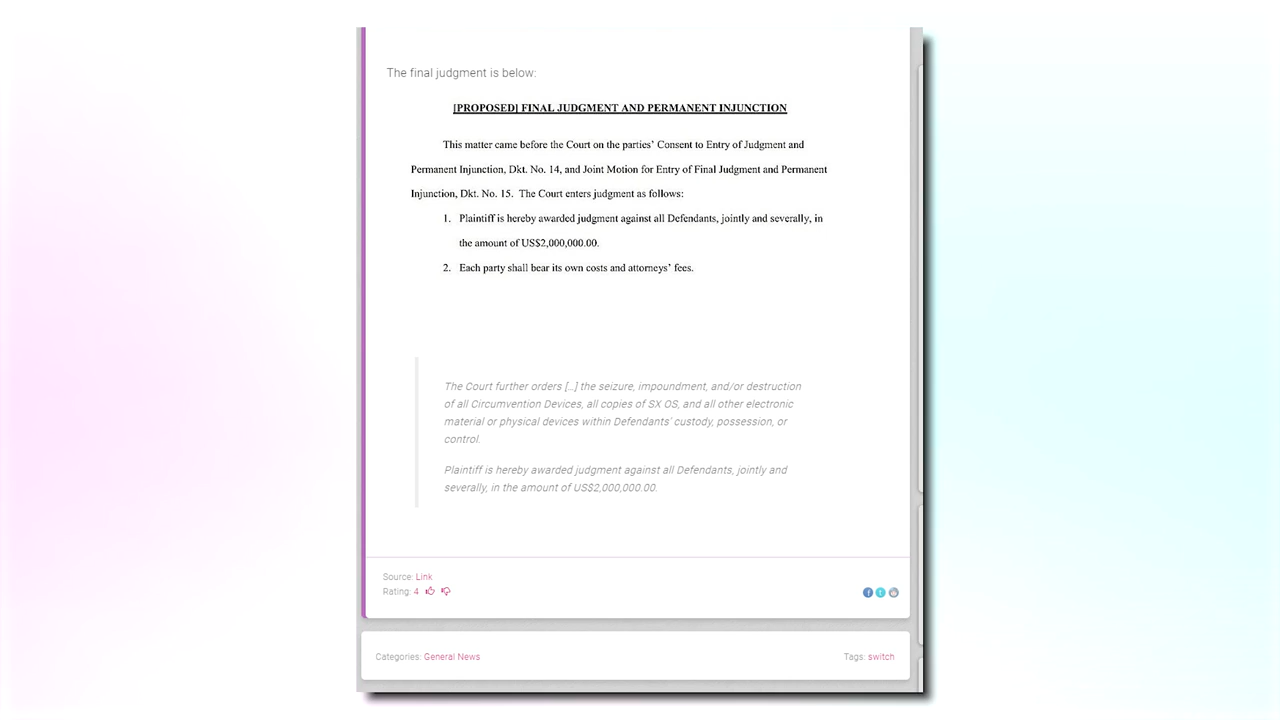 The final judgment is below:
[PROPOSED] FINAL JUDGMENT AND PERMANENT INJUNCTION
This matter came before the Court on the parties' Consent to Entry of Judgment and
Permanent Injunction, Dkt. No. 14, and Joint Motion for Entry of Final Judgment and Permanent
Injunction, Dkt. No. 15. The Court enters judgment as follows:
1. Plaintiff is hereby awarded judgment against all Defendants, jointly and severally, in
the amount of US$2,000,000.00.
2. Each party shall bear its own costs and attorneys' fees.
The Court further orders [...] the seizure, impoundment, and/or destruction
of all Circumvention Devices, all copies of SX OS, and all other electronic
material or physical devices within Defendants' custody, possession, or
control.
Plaintiff is hereby awarded judgment against all Defendants, jointly and
severally, in the amount of US$2,000,000.00.
Source: Link
Rating: 4
Categories: General News
Tags: switch